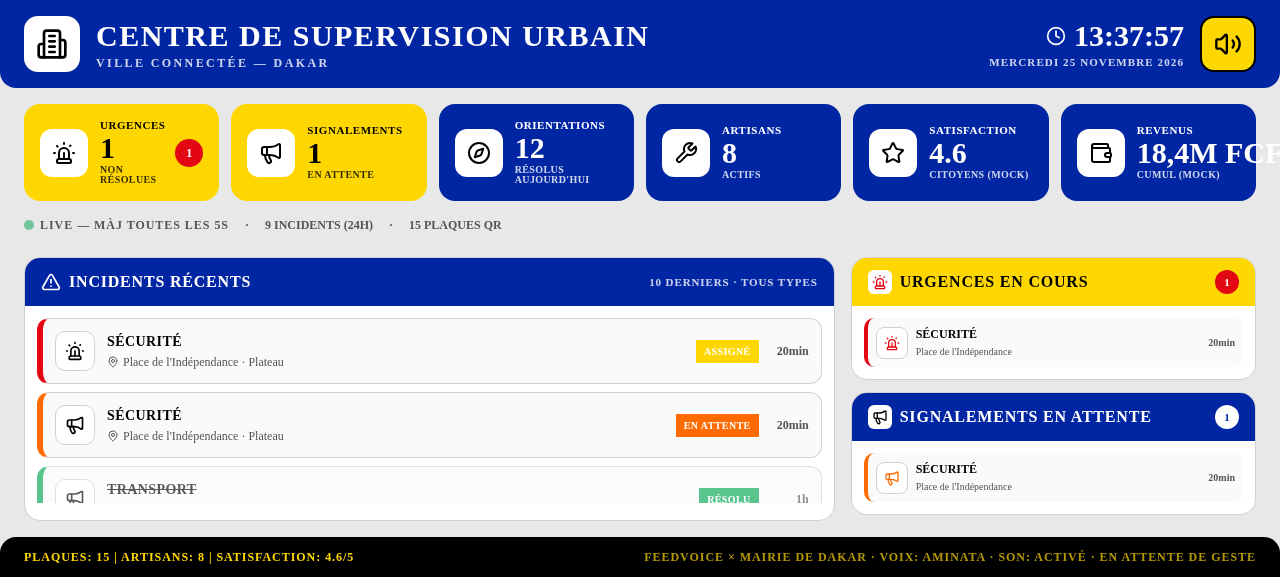 CENTRE DE SUPERVISION URBAIN
VILLE CONNECTÉE — DAKAR
13:37:57
MERCREDI 25 NOVEMBRE 2026
URGENCES
1
NON
RÉSOLUES
1
SIGNALEMENTS
1
EN ATTENTE
ORIENTATIONS
12
RÉSOLUS
AUJOURD'HUI
ARTISANS
8
ACTIFS
SATISFACTION
4.6
CITOYENS (MOCK)
REVENUS
18,4M FCF
CUMUL (MOCK)
LIVE — MÀJ TOUTES LES 5S · 9 INCIDENTS (24H) · 15 PLAQUES QR
INCIDENTS RÉCENTS
10 DERNIERS · TOUS TYPES
SÉCURITÉ
Place de l'Indépendance · Plateau
ASSIGNÉ
20min
SÉCURITÉ
Place de l'Indépendance · Plateau
EN ATTENTE
20min
TRANSPORT
RÉSOLU
1h
URGENCES EN COURS
1
SÉCURITÉ
Place de l'Indépendance
20min
SIGNALEMENTS EN ATTENTE
1
SÉCURITÉ
Place de l'Indépendance
20min
PLAQUES: 15 | ARTISANS: 8 | SATISFACTION: 4.6/5
FEEDVOICE × MAIRIE DE DAKAR · VOIX: AMINATA · SON: ACTIVÉ · EN ATTENTE DE GESTE